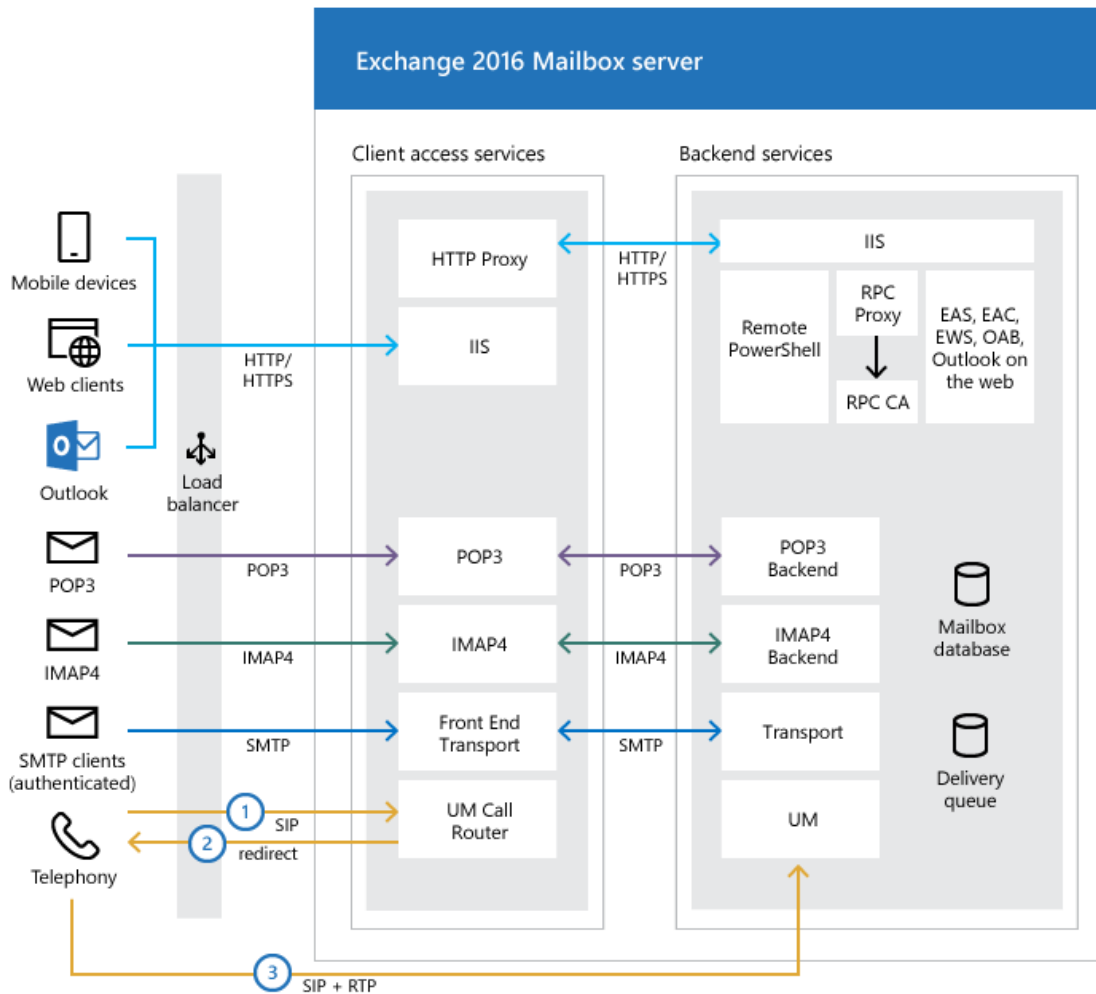 Exchange 2016 Mailbox server
Client access services
Backend services
Mobile devices
Web clients
Outlook
POP3
IMAP4
SMTP clients
(authenticated)
Telephony
Load
balancer
HTTP/
HTTPS
POP3
IMAP4
SMTP
1
SIP
2
redirect
3
SIP + RTP
HTTP Proxy
IIS
POP3
IMAP4
Front End
Transport
UM Call
Router
HTTP/
HTTPS
POP3
IMAP4
SMTP
IIS
Remote
PowerShell
RPC
Proxy
RPC CA
EAS, EAC,
EWS, OAB,
Outlook on
the web
POP3
Backend
IMAP4
Backend
Transport
UM
Mailbox
database
Delivery
queue